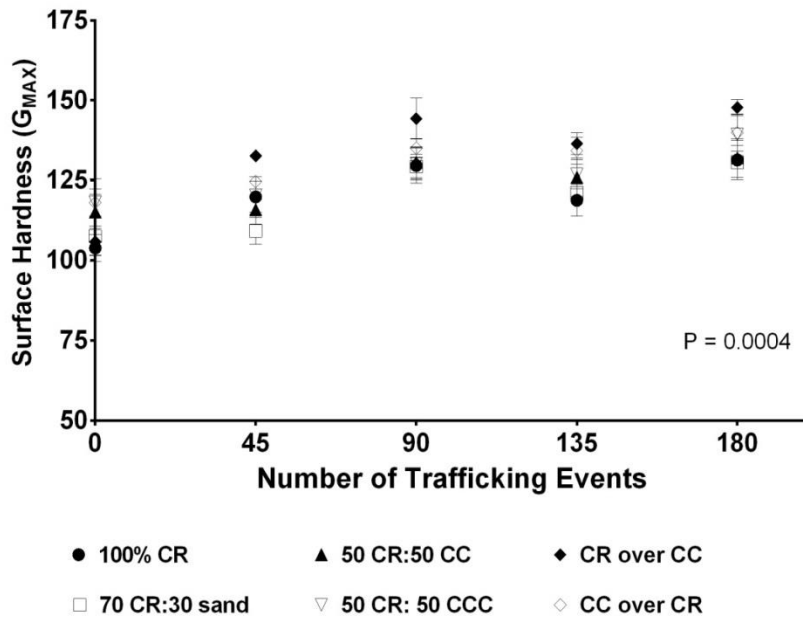 175
150
125
100
75
50
Surface Hardness (GMAX)
P = 0.0004
0 45 90 135 180
Number of Trafficking Events
100% CR 50 CR:50 CC CR over CC
70 CR:30 sand 50 CR: 50 CCC CC over CR